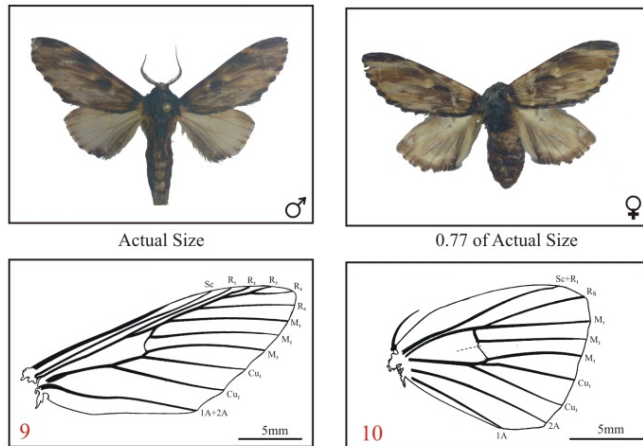 ♂
♀
Actual Size
0.77 of Actual Size
Sc R₁ R₂ R₃
R₄
R₅
M₁
M₂
M₃
Cu₁
Cu₂
1A+2A
9
5mm
Sc+R₁
Rs
M₁
M₂
M₃
Cu₁
Cu₂
2A
1A
10
5mm